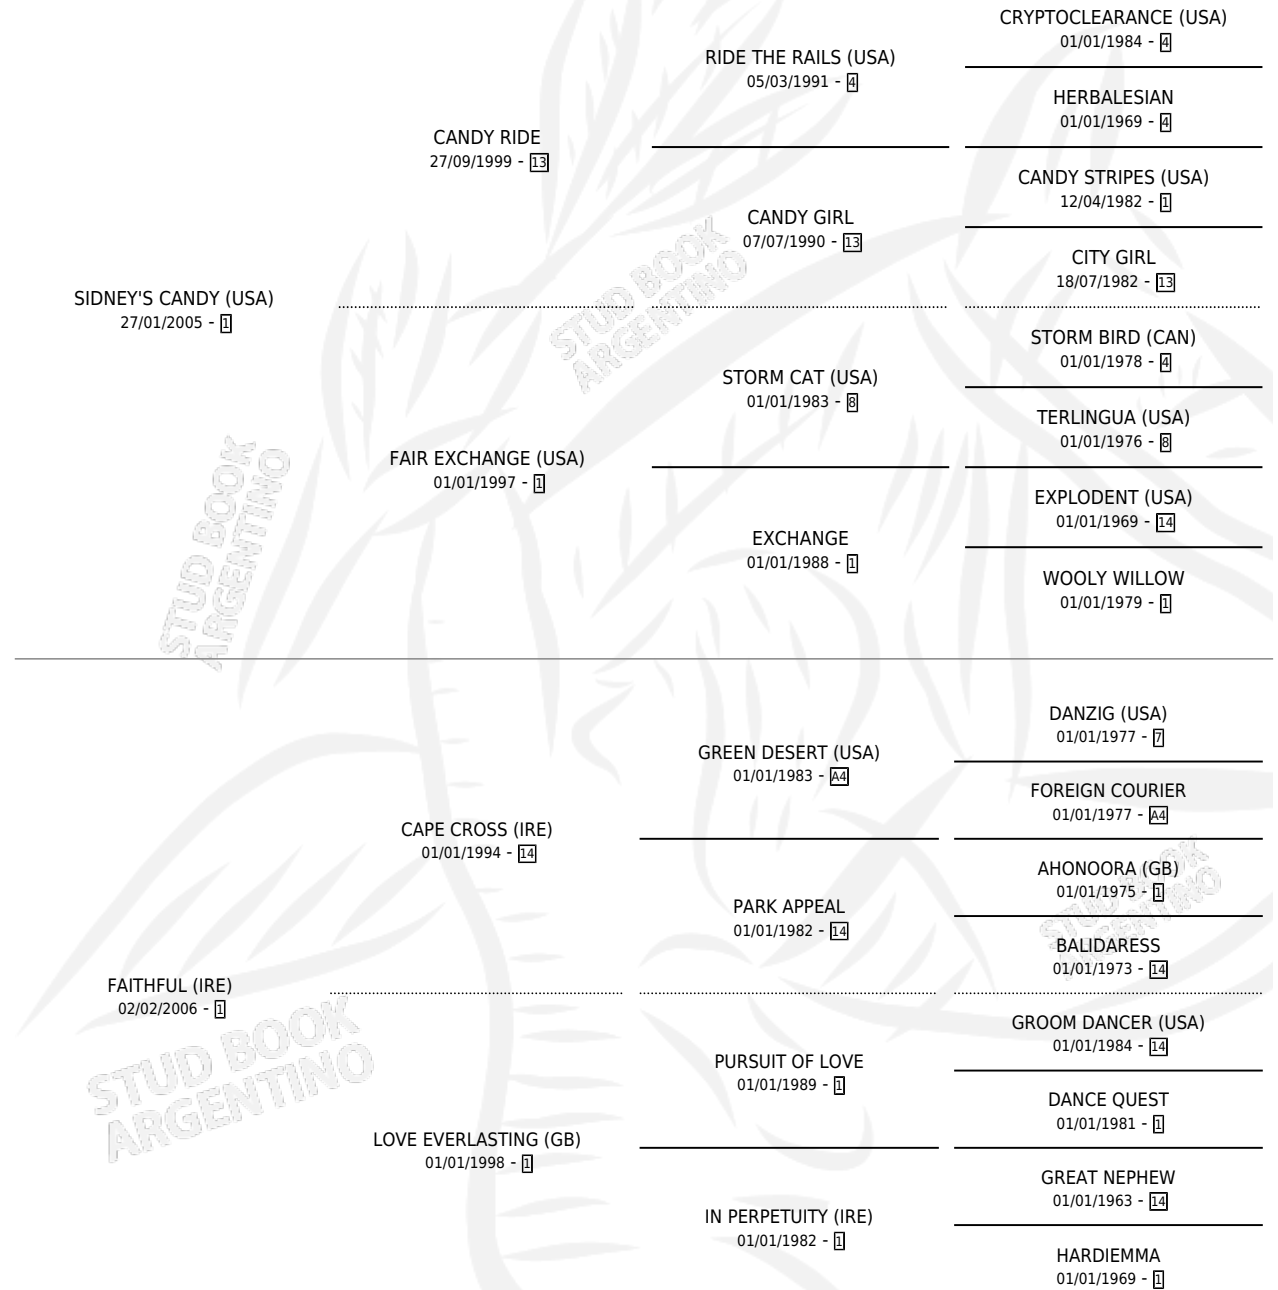 CRYPTOCLEARANCE (USA)
01/01/1984 - 4
RIDE THE RAILS (USA)
05/03/1991 - 4
HERBALESIAN
01/01/1969 - 4
CANDY RIDE
27/09/1999 - 13
CANDY STRIPES (USA)
12/04/1982 - 1
CANDY GIRL
07/07/1990 - 13
CITY GIRL
18/07/1982 - 13
SIDNEY'S CANDY (USA)
27/01/2005 - 1
STORM BIRD (CAN)
01/01/1978 - 4
STORM CAT (USA)
01/01/1983 - 8
TERLINGUA (USA)
01/01/1976 - 8
FAIR EXCHANGE (USA)
01/01/1997 - 1
EXPLODENT (USA)
01/01/1969 - 14
EXCHANGE
01/01/1988 - 1
WOOLY WILLOW
01/01/1979 - 1
DANZIG (USA)
01/01/1977 - 7
GREEN DESERT (USA)
01/01/1983 - A4
FOREIGN COURIER
01/01/1977 - A4
CAPE CROSS (IRE)
01/01/1994 - 14
AHONOORA (GB)
01/01/1975 - 1
PARK APPEAL
01/01/1982 - 14
BALIDARESS
01/01/1973 - 14
FAITHFUL (IRE)
02/02/2006 - 1
GROOM DANCER (USA)
01/01/1984 - 14
PURSUIT OF LOVE
01/01/1989 - 1
DANCE QUEST
01/01/1981 - 1
LOVE EVERLASTING (GB)
01/01/1998 - 1
GREAT NEPHEW
01/01/1963 - 14
IN PERPETUITY (IRE)
01/01/1982 - 1
HARDIEMMA
01/01/1969 - 1
STUD BOOK
ARGENTINO
STUD BOOK
ARGENTINO
STUD BOOK
ARGENTINO
STUD BOOK
ARGENTINO